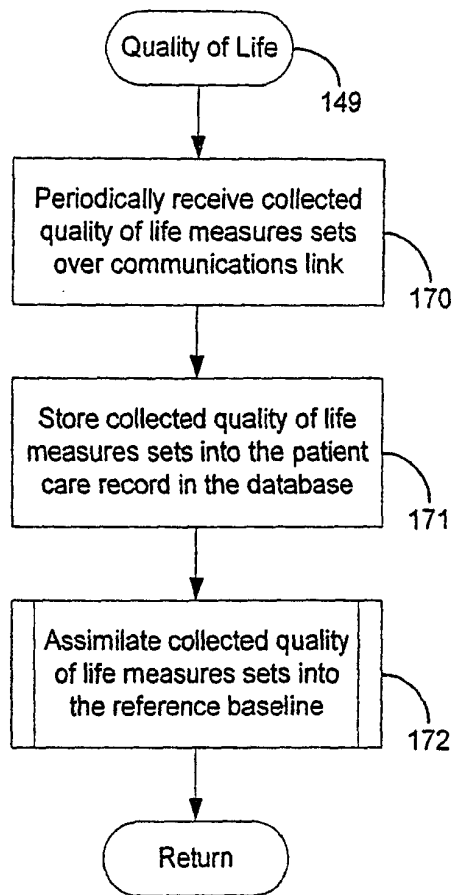 Quality of Life
149
Periodically receive collected
quality of life measures sets
over communications link
170
Store collected quality of life
measures sets into the patient
care record in the database
171
Assimilate collected quality
of life measures sets into
the reference baseline
172
Return